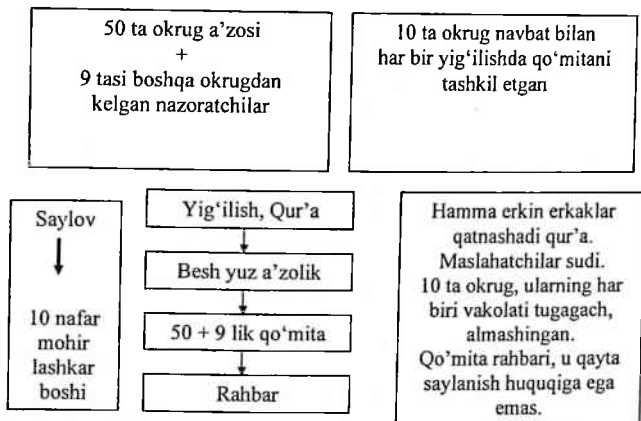 50 ta okrug a’zosi
+
9 tasi boshqa okrugdan
kelgan nazoratchilar
10 ta okrug navbat bilan
har bir yig‘ilishda qo‘mitani
tashkil etgan
Saylov
10 nafar
mohir
lashkar
boshi
Yig‘ilish, Qur’a
Besh yuz a’zolik
50 + 9 lik qo‘mita
Rahbar
Hamma erkin erkaklar
qatnashadi qur’a.
Maslahatchilar sudi.
10 ta okrug, ularning har
biri vakolati tugagach,
almashingan.
Qo’mita rahbari, u qayta
saylanish huquqiga ega
emas.